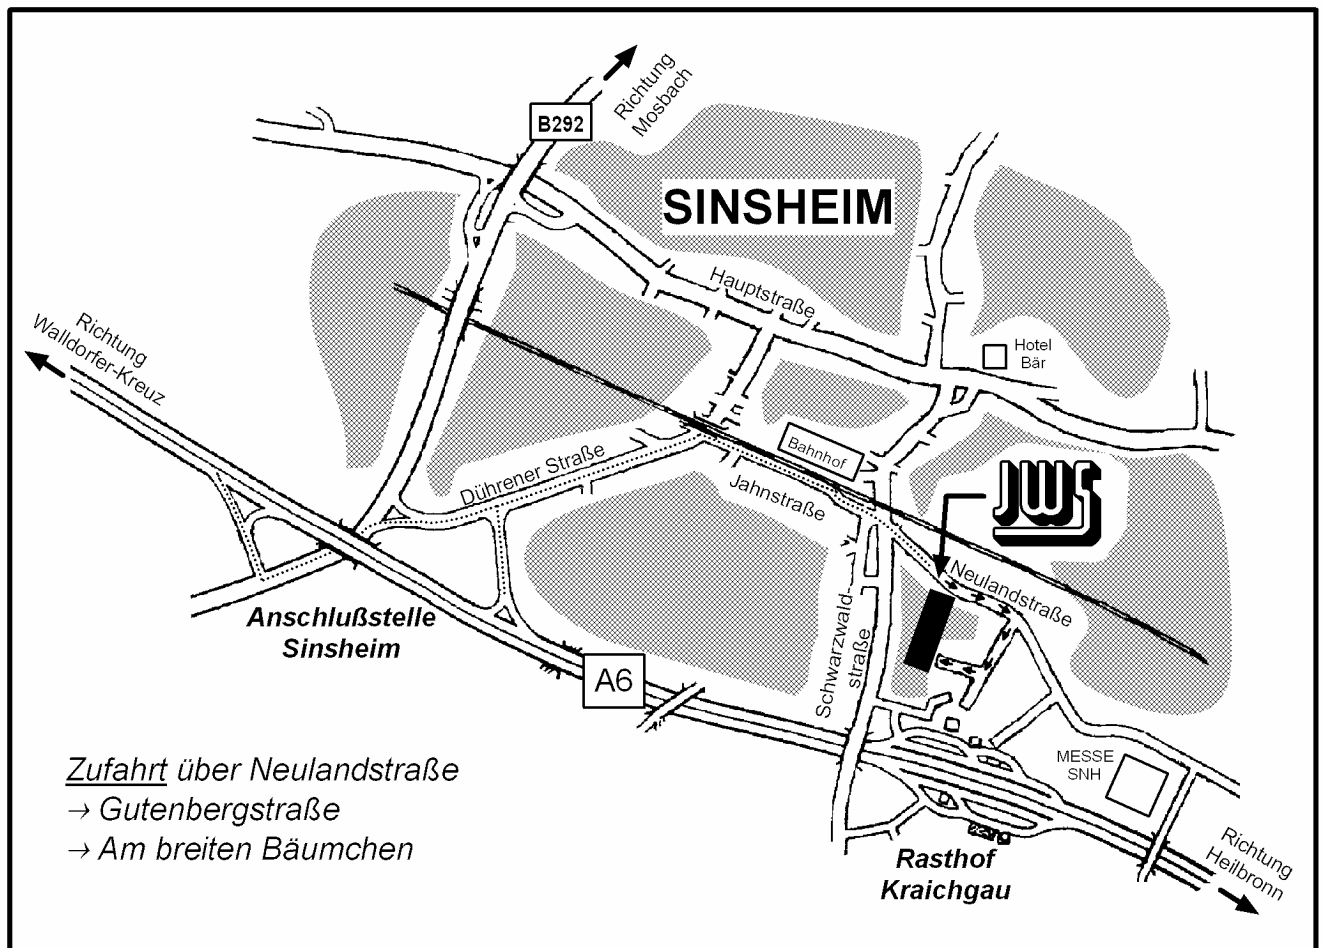 Richtung
Mosbach
B292
SINSHEIM
Hauptstraße
Richtung
Walldorfer-Kreuz
Hotel
Bär
Bahnhof
Dührener Straße
Jahnstraße
JWS
Neulandstraße
Schwarzwald-
straße
Anschlußstelle
Sinsheim
A6
MESSE
SNH
Zufahrt über Neulandstraße
→ Gutenbergstraße
→ Am breiten Bäumchen
Rasthof
Kraichgau
Richtung
Heilbronn